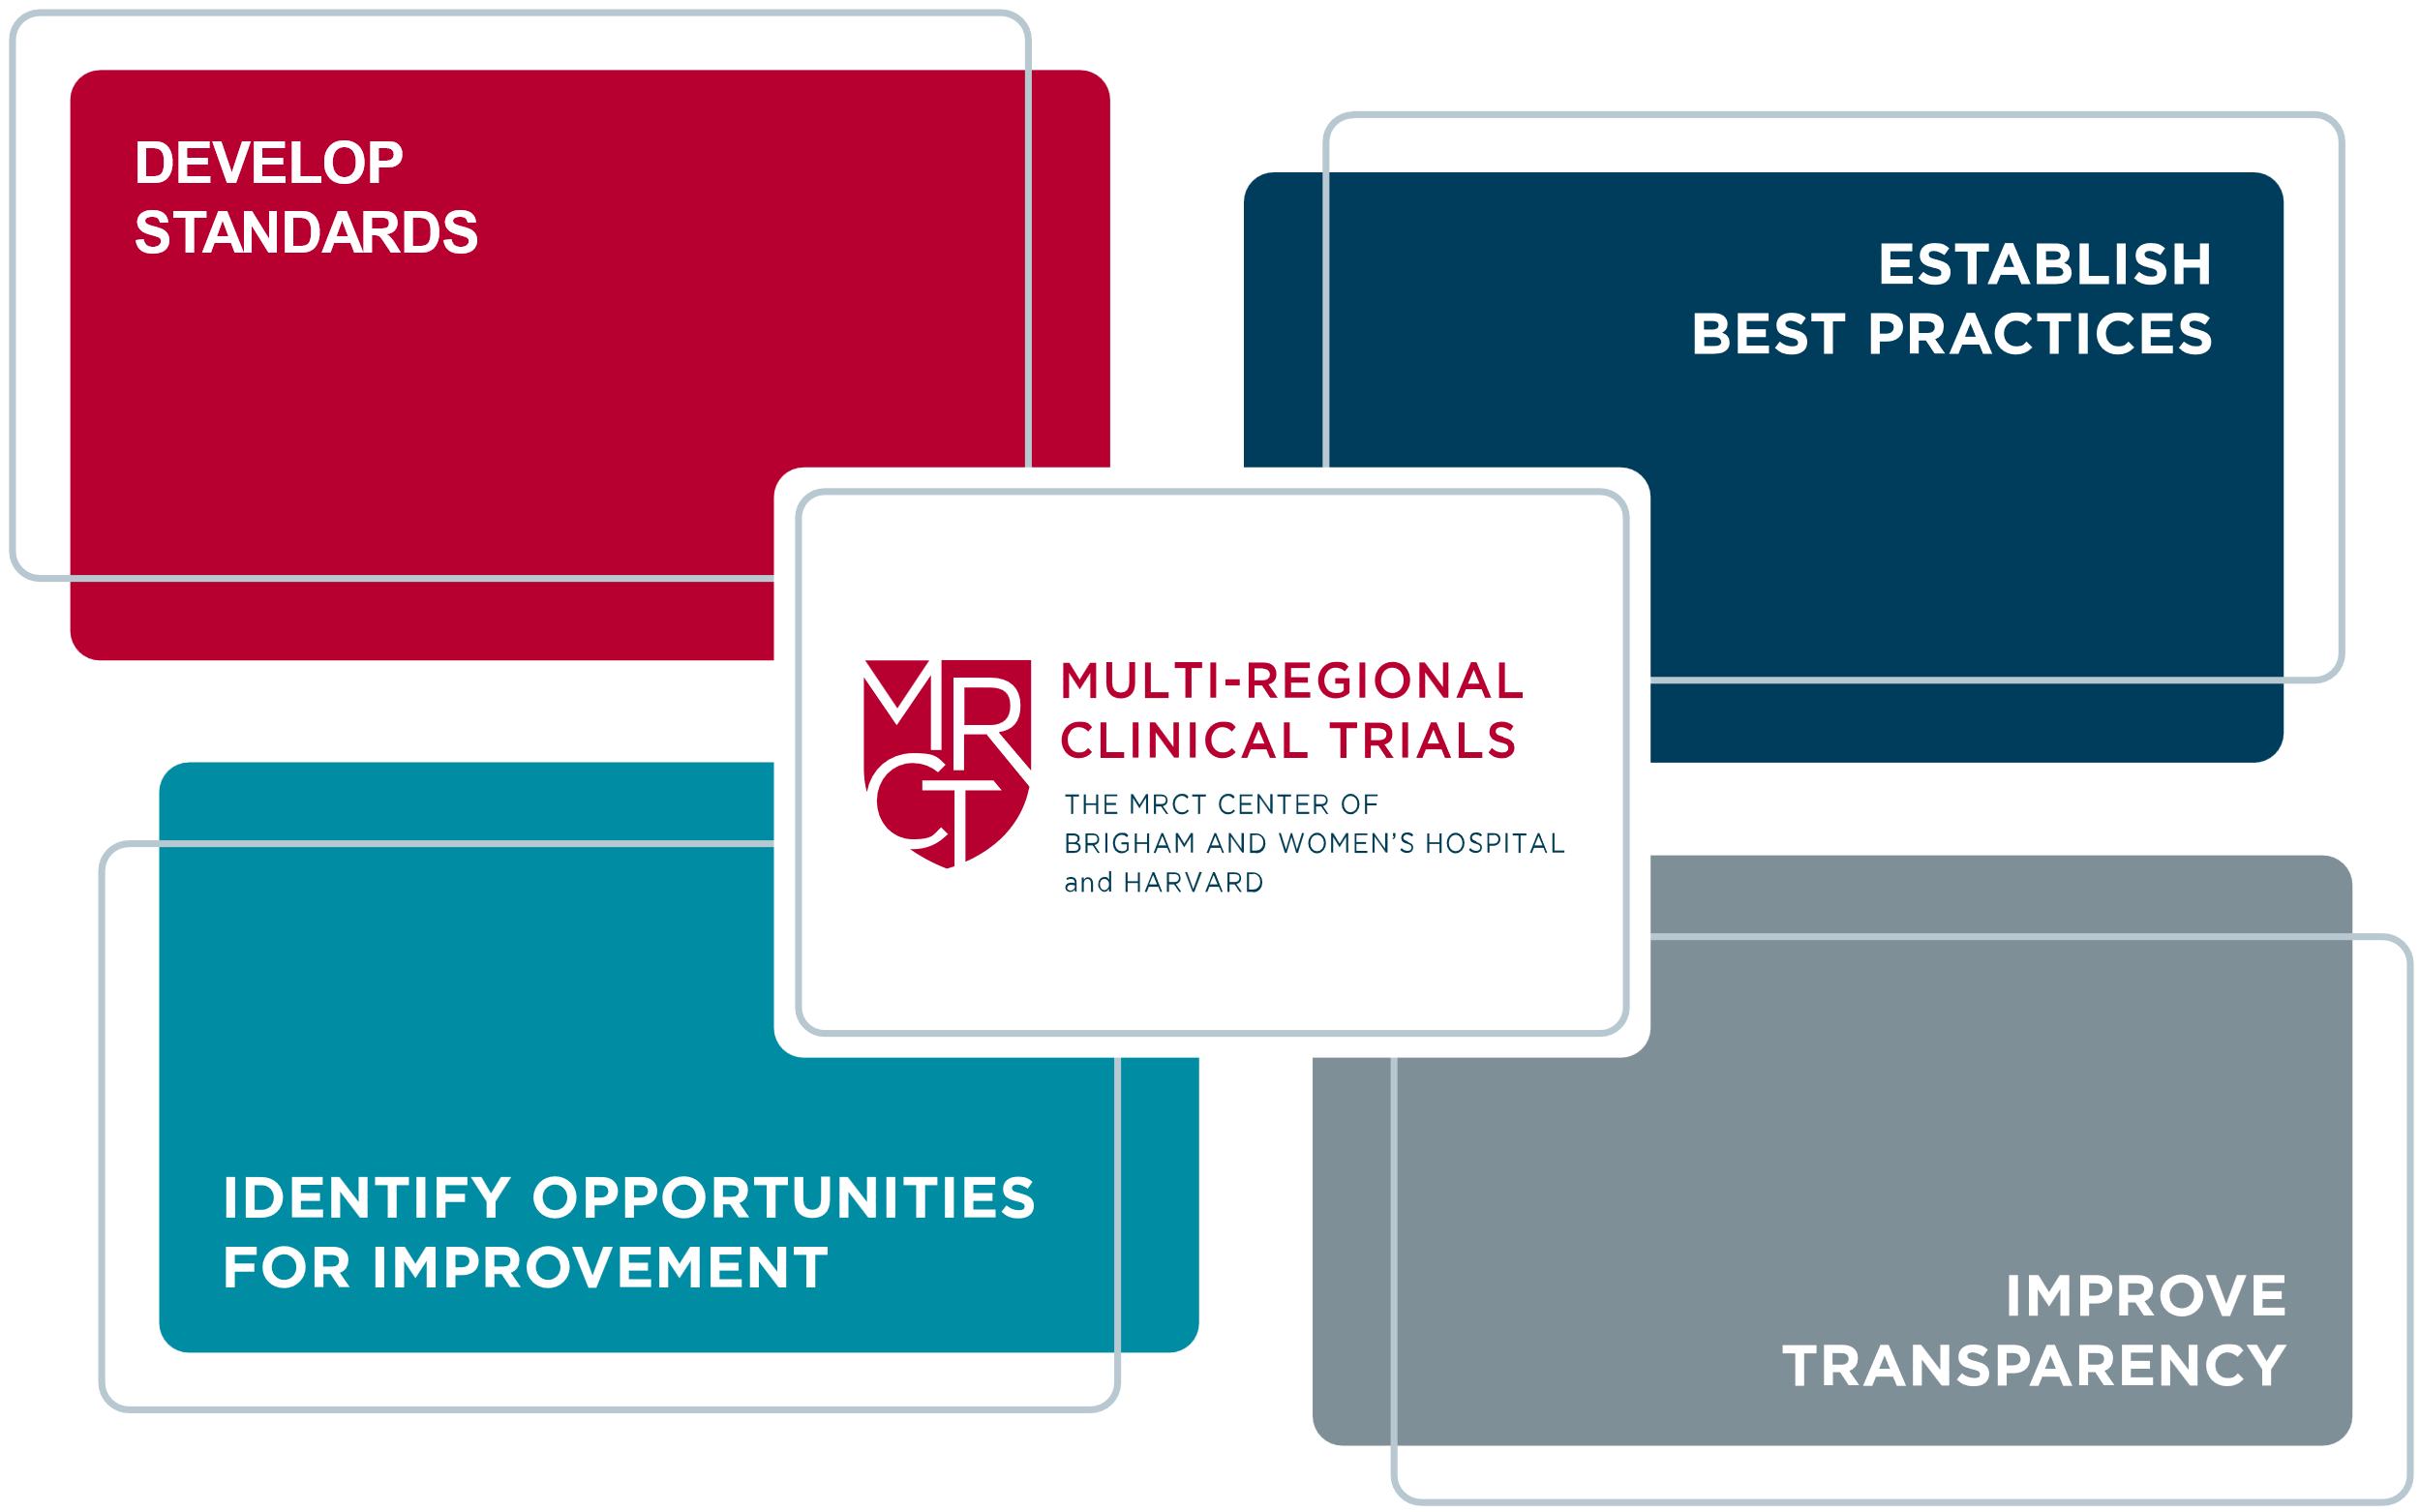 DEVELOP
STANDARDS
ESTABLISH
BEST PRACTICES
MRCT
MULTI-REGIONAL
CLINICAL TRIALS
THE MRCT CENTER OF
BRIGHAM AND WOMEN'S HOSPITAL
and HARVARD
IDENTIFY OPPORTUNITIES
FOR IMPROVEMENT
IMPROVE
TRANSPARENCY